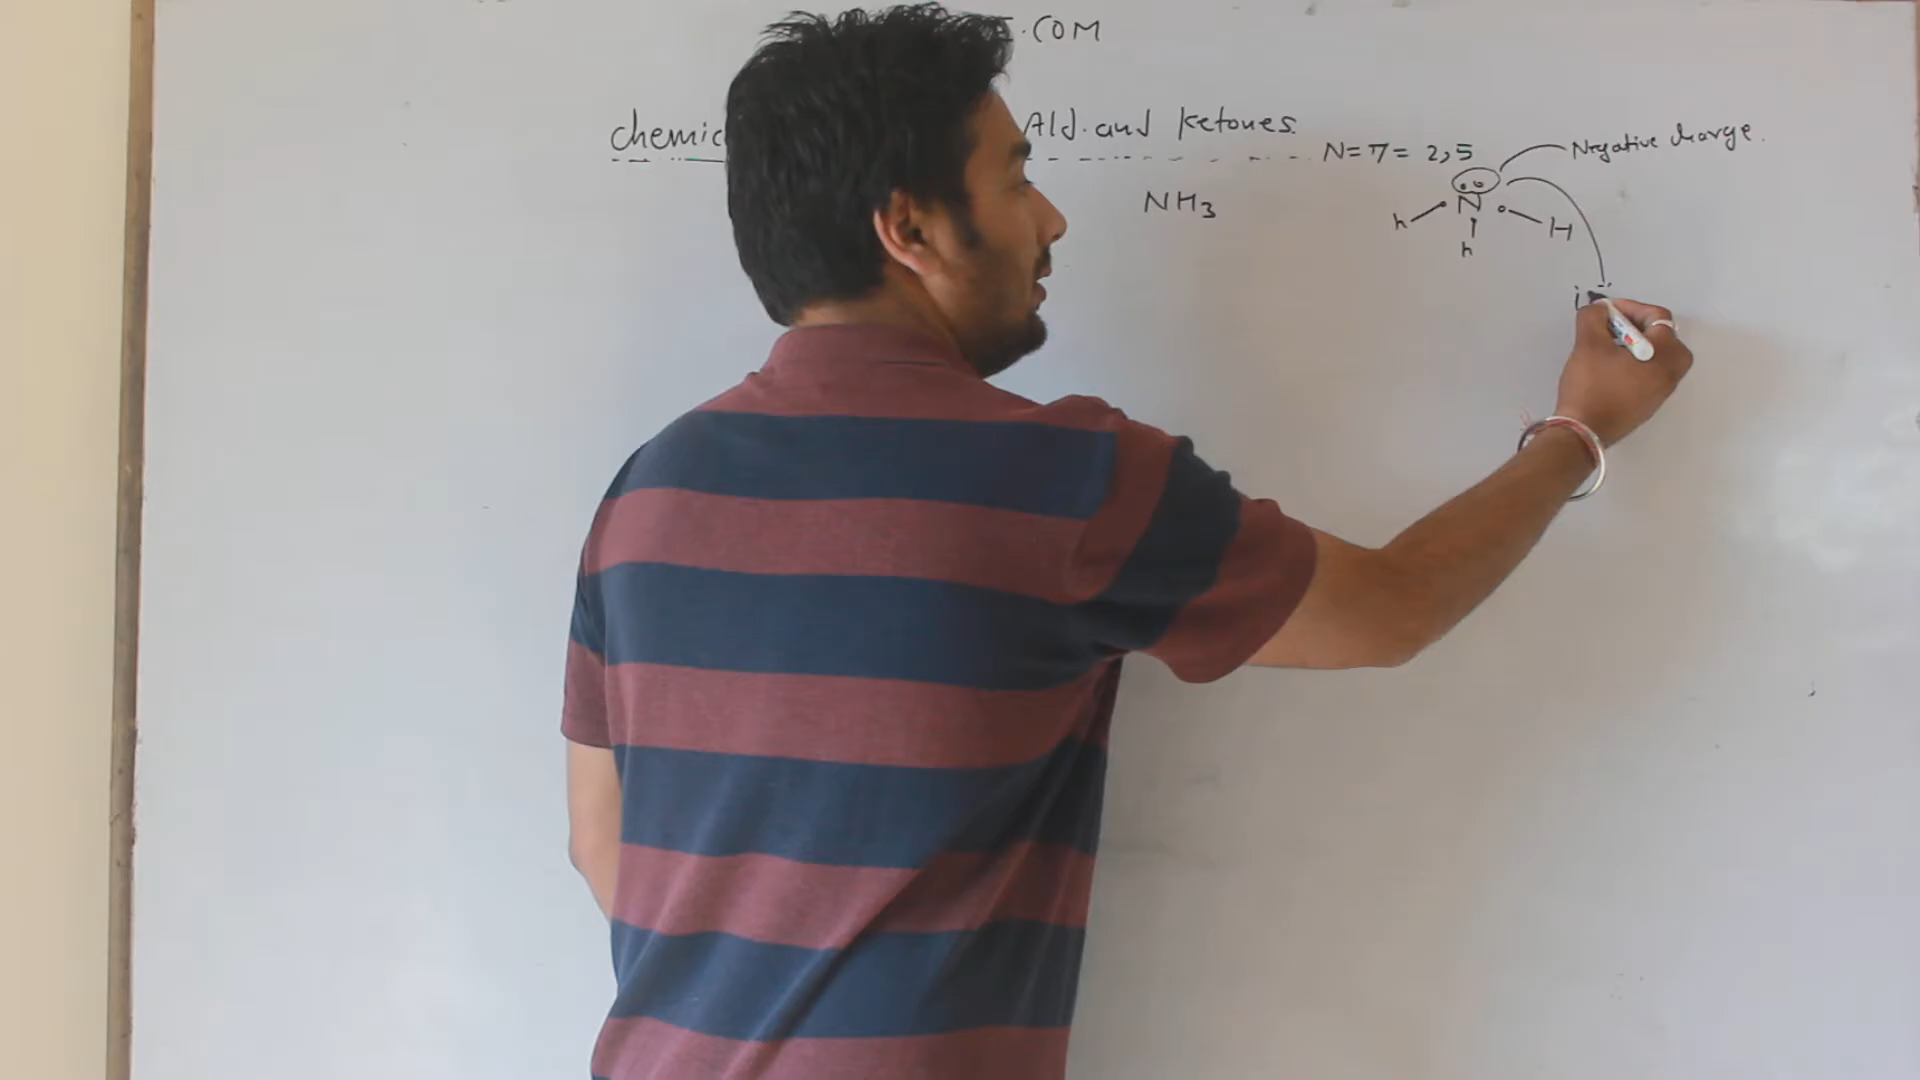 .COM
chemic Ald. and ketones.
N = 7 = 2,5
Negative charge.
NH3
N
h
H
h